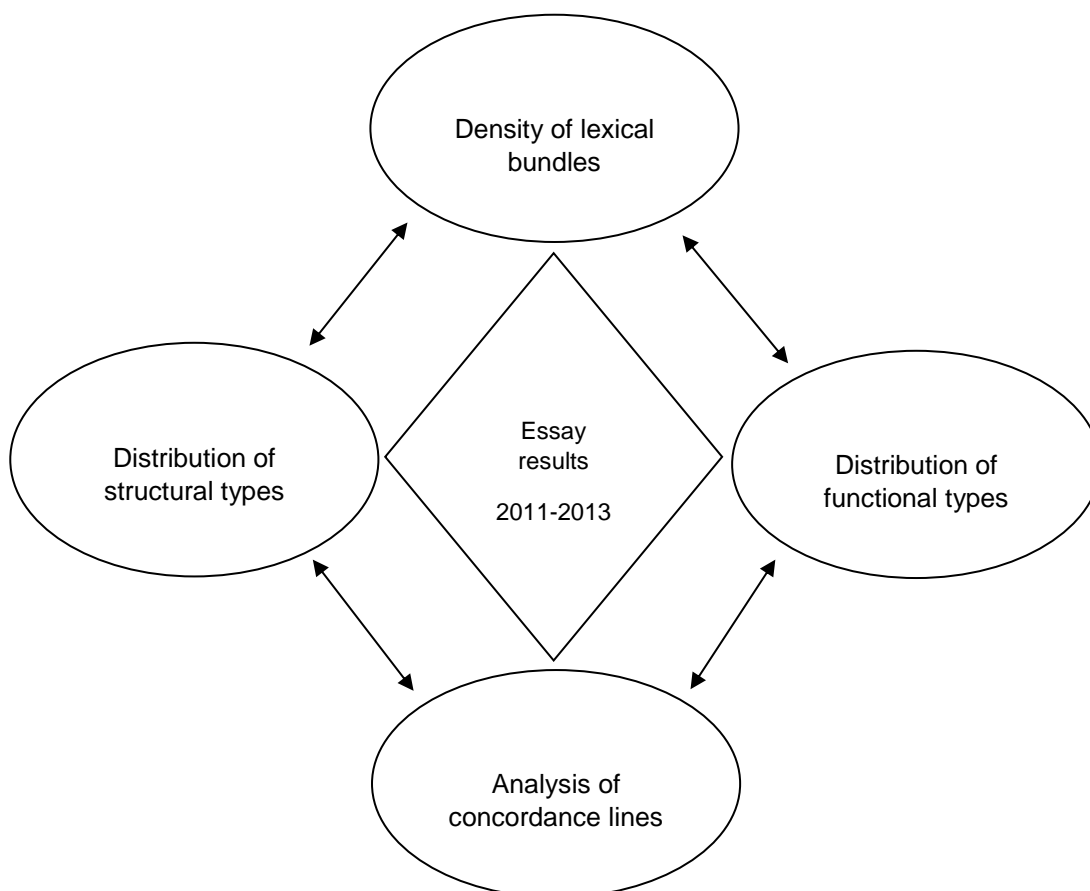 Density of lexical
bundles
Distribution of
structural types
Essay
results
2011-2013
Distribution of
functional types
Analysis of
concordance lines